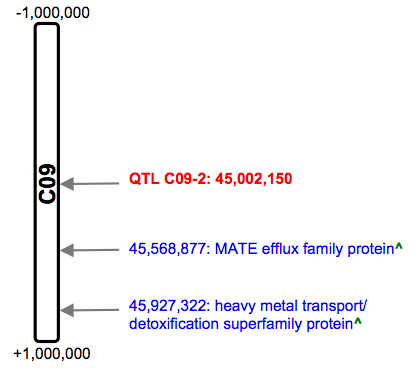 -1,000,000
C09
QTL C09-2: 45,002,150
45,568,877: MATE efflux family protein^
45,927,322: heavy metal transport/
detoxification superfamily protein^
+1,000,000